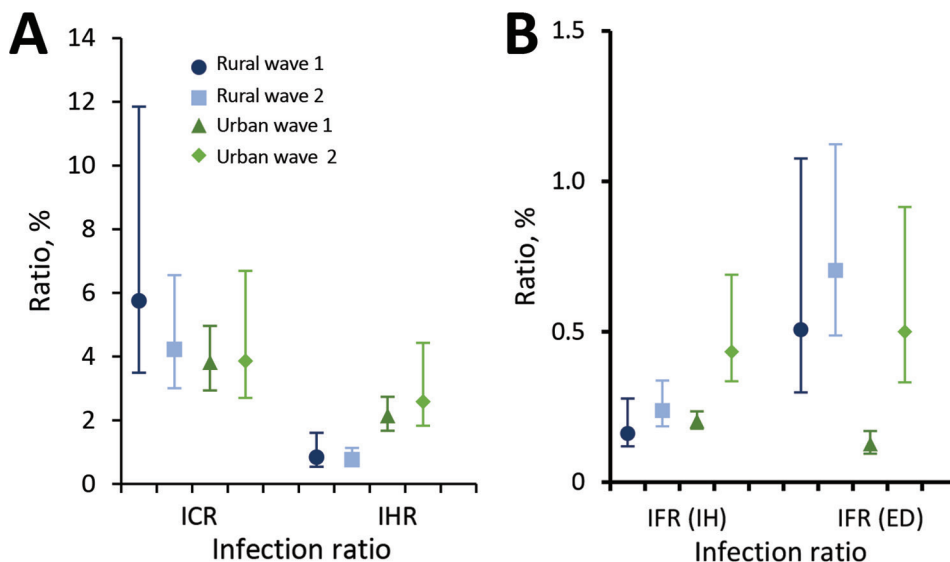 A
14
12
10
8
6
4
2
0
Ratio, %
Rural wave 1
Rural wave 2
Urban wave 1
Urban wave 2
ICR
IHR
Infection ratio
B
1.5
1.0
0.5
0
Ratio, %
IFR (IH)
IFR (ED)
Infection ratio